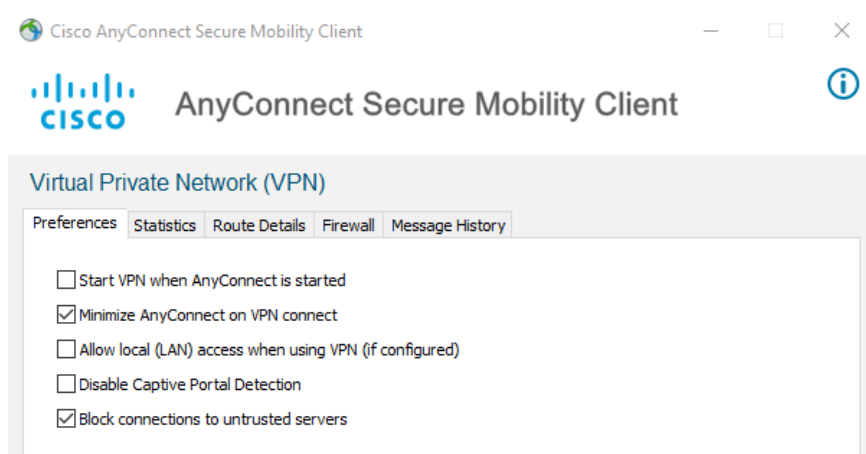 Cisco AnyConnect Secure Mobility Client
CISCO
AnyConnect Secure Mobility Client
Virtual Private Network (VPN)
Preferences Statistics Route Details Firewall Message History
Start VPN when AnyConnect is started
Minimize AnyConnect on VPN connect
Allow local (LAN) access when using VPN (if configured)
Disable Captive Portal Detection
Block connections to untrusted servers